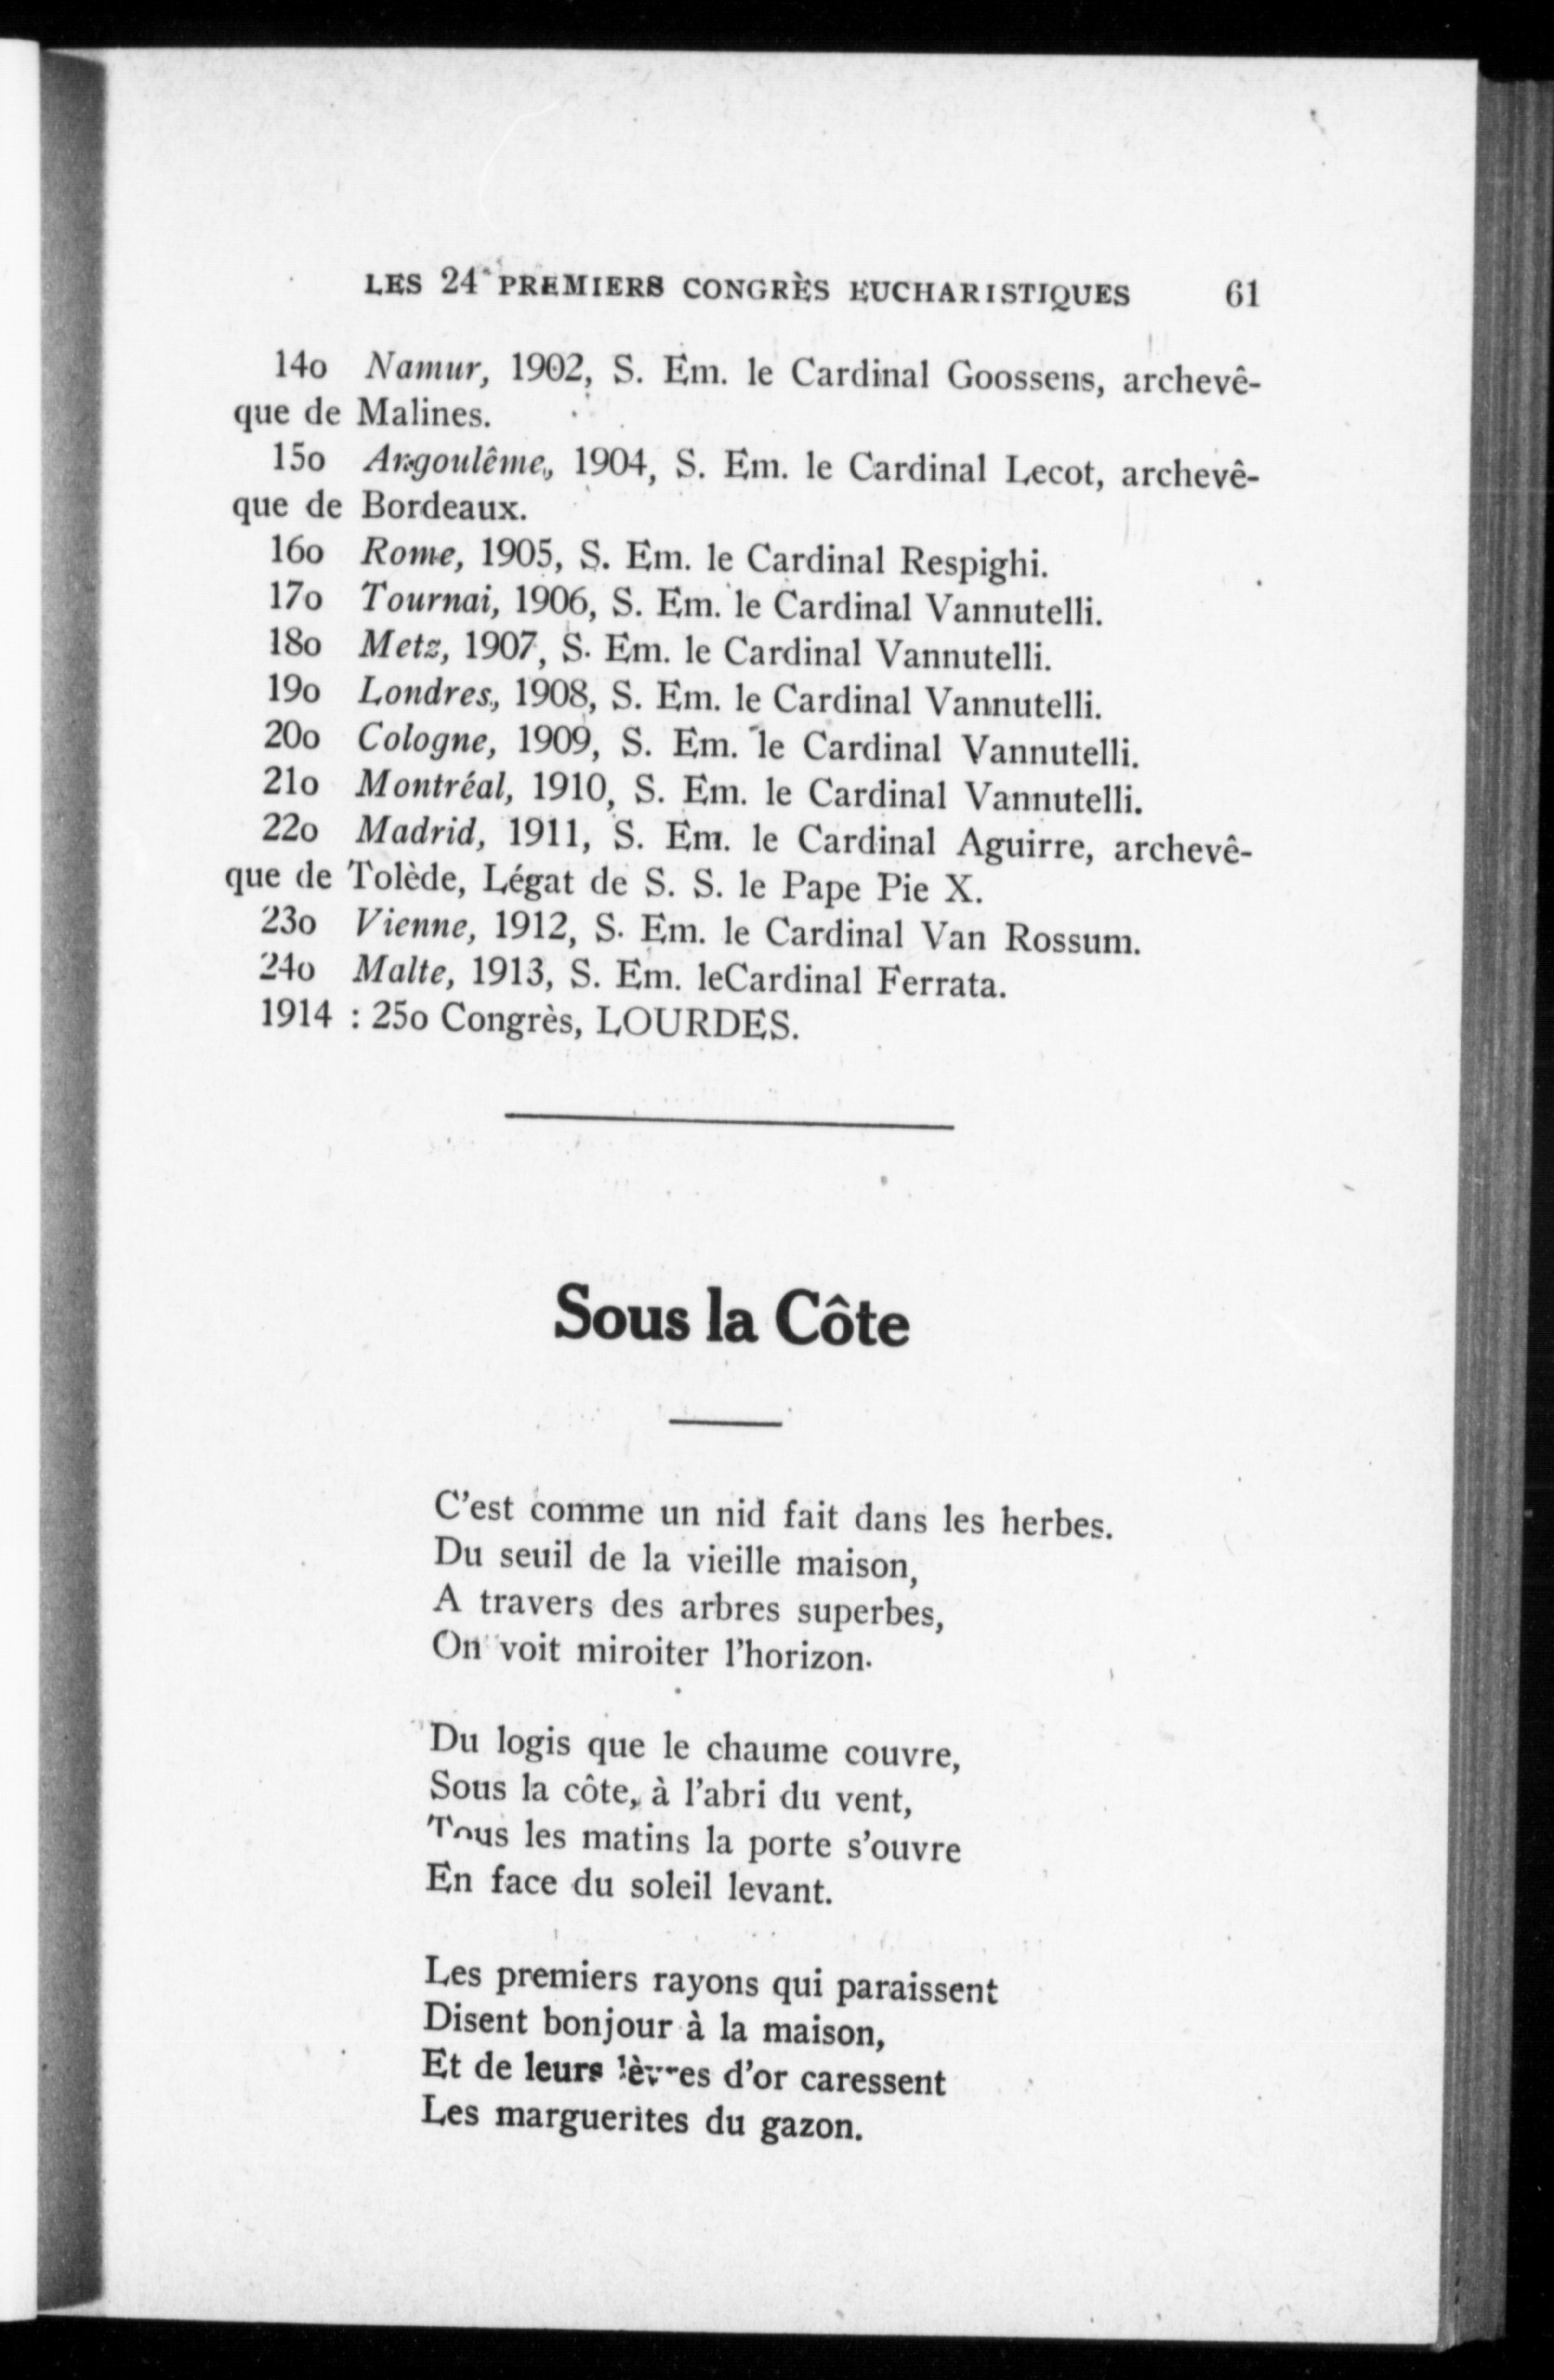 LES 24 PREMIERS CONGRÈS EUCHARISTIQUES 61
14o Namur, 1902, S. Em. le Cardinal Goossens, archevê-
que de Malines.
15o Angoulême, 1904, S. Em. le Cardinal Lecot, archevê-
que de Bordeaux.
16o Rome, 1905, S. Em. le Cardinal Respighi.
17o Tournai, 1906, S. Em. le Cardinal Vannutelli.
18o Metz, 1907, S. Em. le Cardinal Vannutelli.
19o Londres, 1908, S. Em. le Cardinal Vannutelli.
20o Cologne, 1909, S. Em. le Cardinal Vannutelli.
21o Montréal, 1910, S. Em. le Cardinal Vannutelli.
22o Madrid, 1911, S. Em. le Cardinal Aguirre, archevê-
que de Tolède, Légat de S. S. le Pape Pie X.
23o Vienne, 1912, S. Em. le Cardinal Van Rossum.
24o Malte, 1913, S. Em. leCardinal Ferrata.
1914 : 25o Congrès, LOURDES.
Sous la Côte
C'est comme un nid fait dans les herbes.
Du seuil de la vieille maison,
A travers des arbres superbes,
On voit miroiter l'horizon.
Du logis que le chaume couvre,
Sous la côte, à l'abri du vent,
Tous les matins la porte s'ouvre
En face du soleil levant.
Les premiers rayons qui paraissent
Disent bonjour à la maison,
Et de leurs lèvres d'or caressent
Les marguerites du gazon.